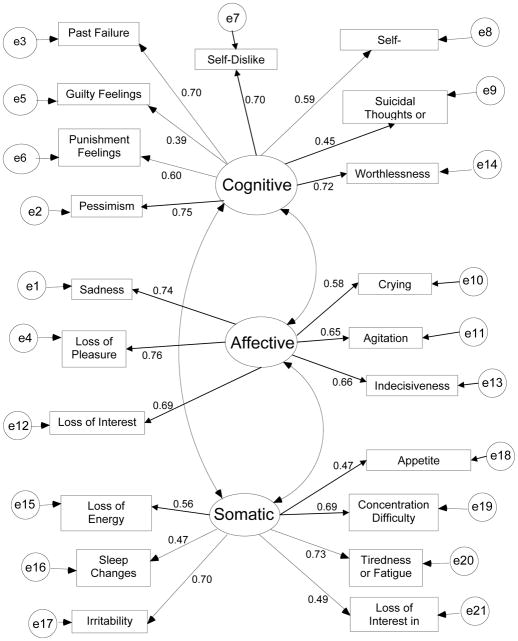 e7
e3
Past Failure
Self-
e8
Self-Dislike
0.70
0.70
0.59
e5
Guilty Feelings
Suicidal
Thoughts or
e9
0.39
0.45
e6
Punishment
Feelings
0.60
Cognitive
0.72
Worthlessness
e14
e2
Pessimism
0.75
e1
Sadness
0.74
0.58
Crying
e10
e4
Loss of
Pleasure
0.76
Affective
0.65
Agitation
e11
0.66
Indecisiveness
e13
e12
Loss of Interest
0.69
0.47
Appetite
e18
e15
Loss of
Energy
0.56
Somatic
0.69
Concentration
Difficulty
e19
e16
Sleep
Changes
0.47
0.73
Tiredness
or Fatigue
e20
e17
Irritability
0.70
0.49
Loss of
Interest in
e21